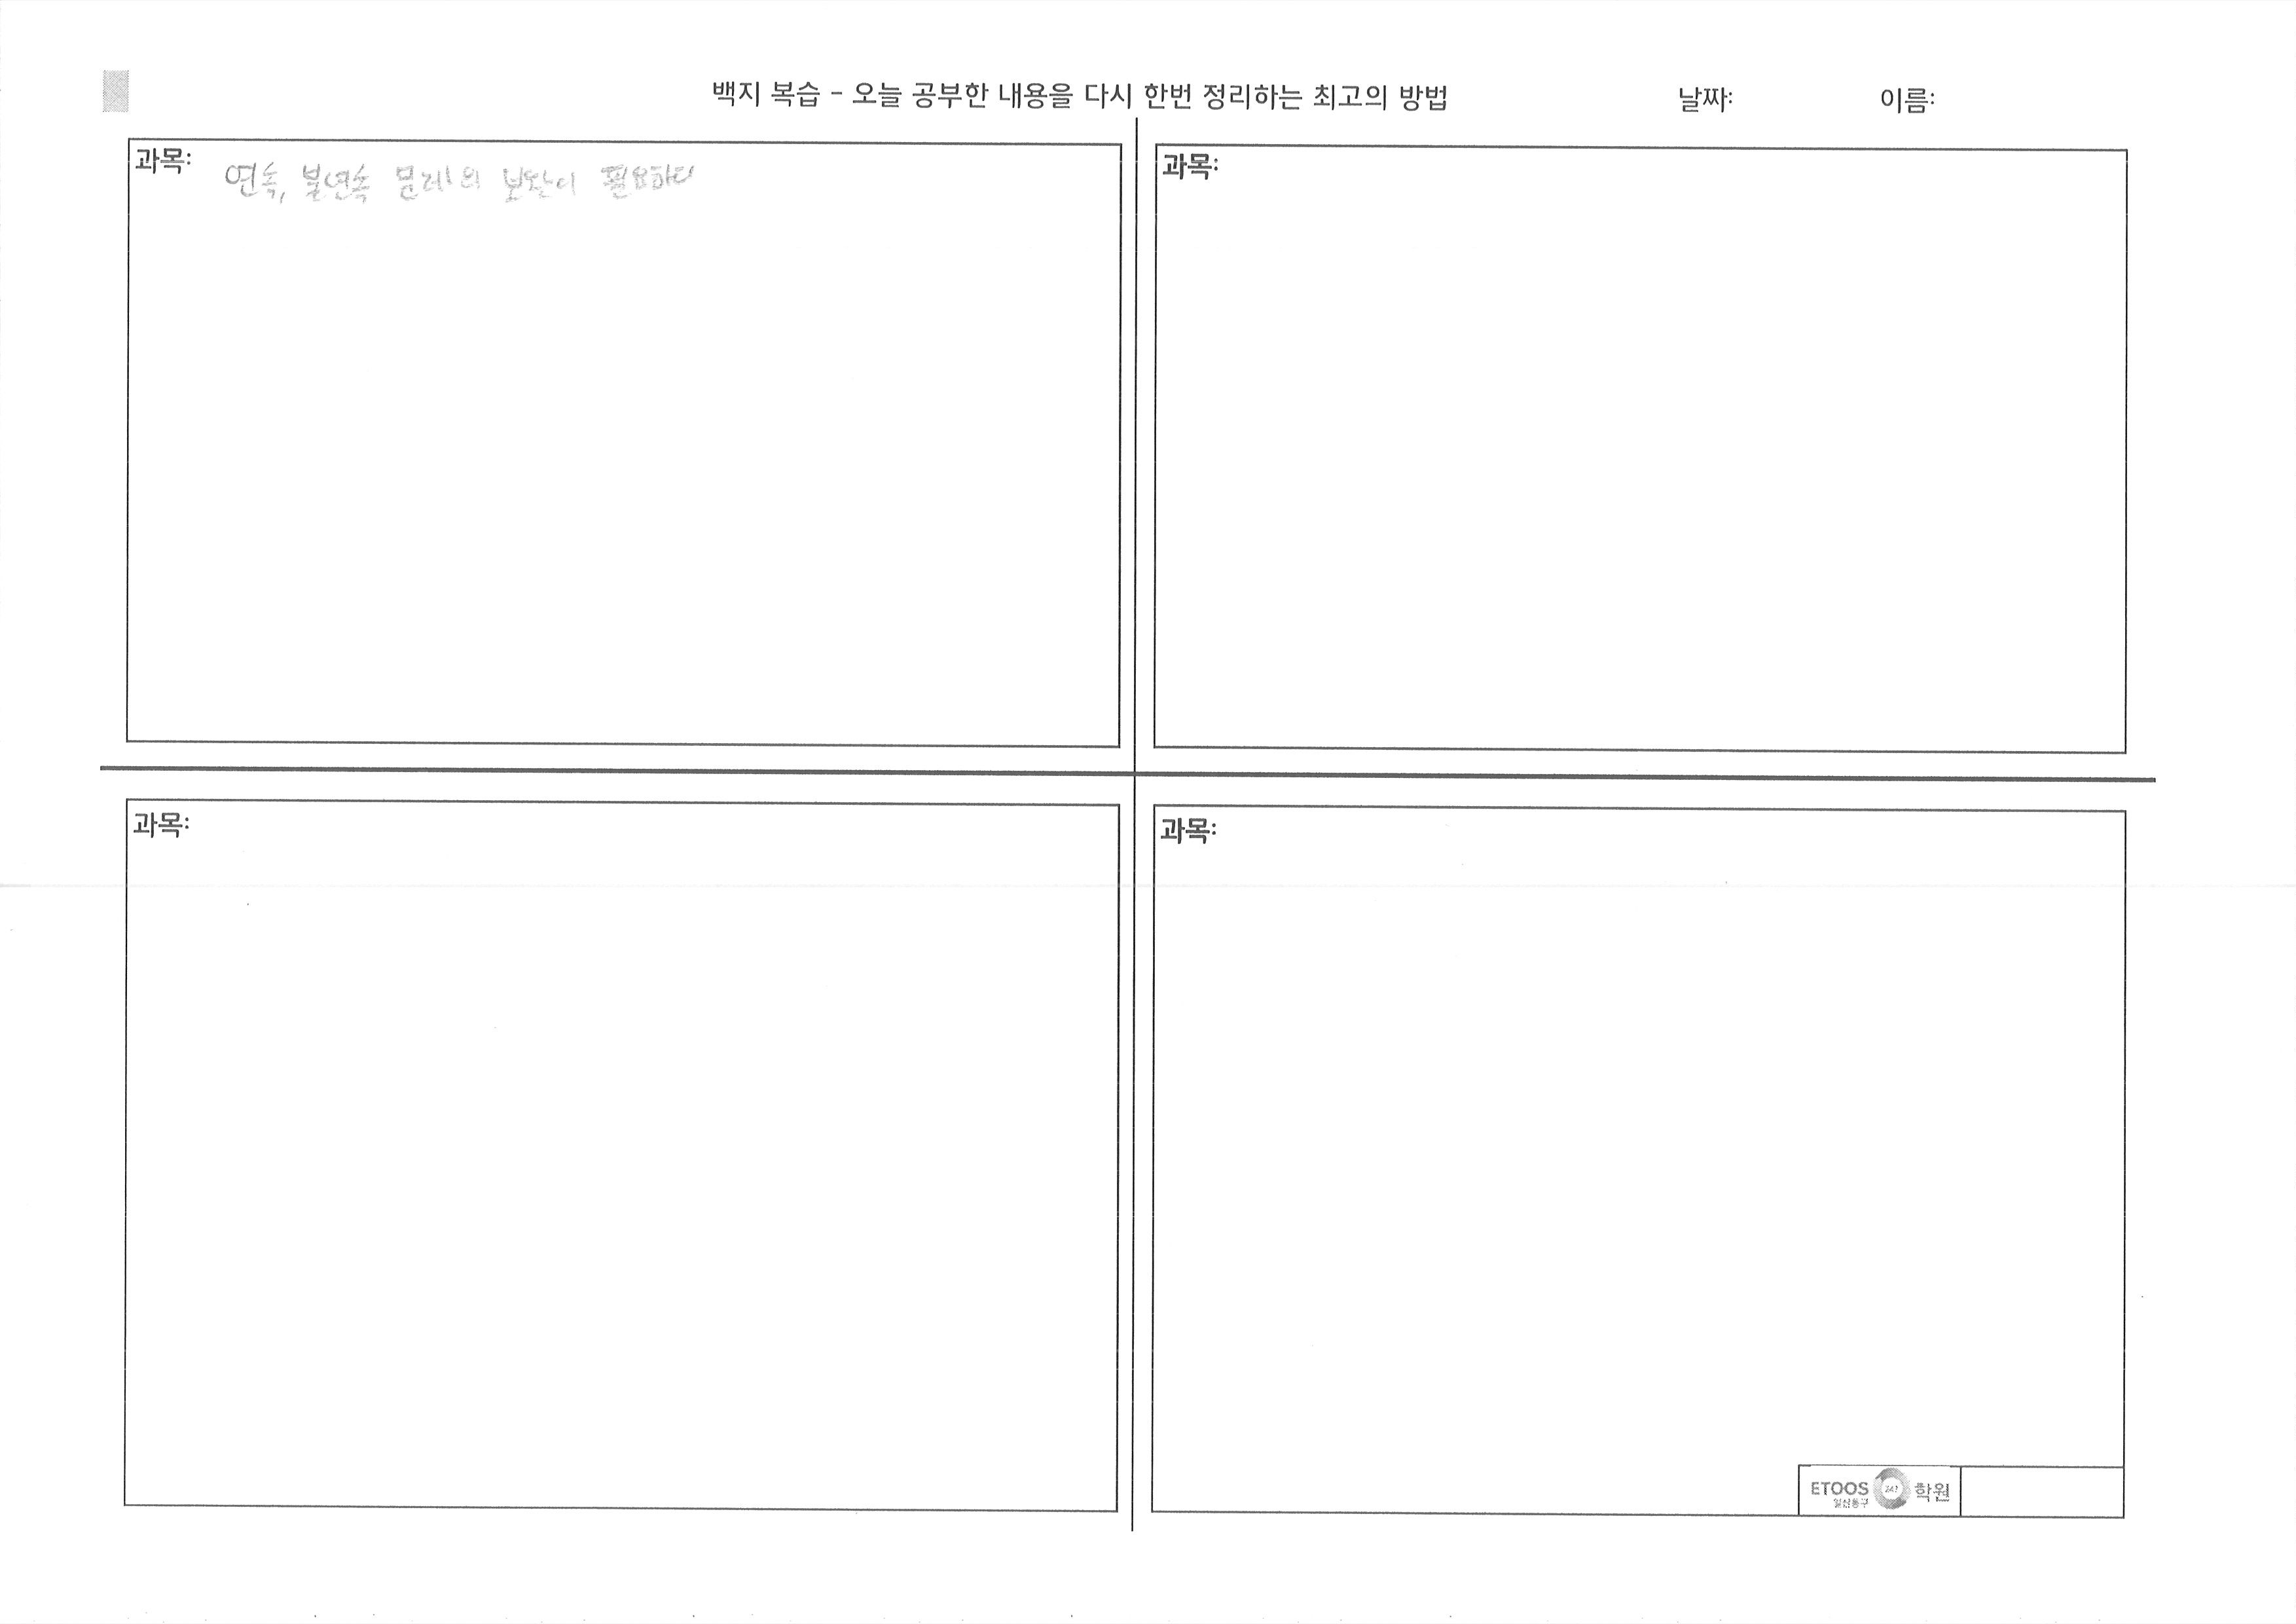 백지 복습 - 오늘 공부한 내용을 다시 한번 정리하는 최고의 방법 날짜: 이름:
과목: 연속, 불연속 문제의 보완이 필요하다
과목:
과목:
과목:
ETOOS 247 학원
일산동구